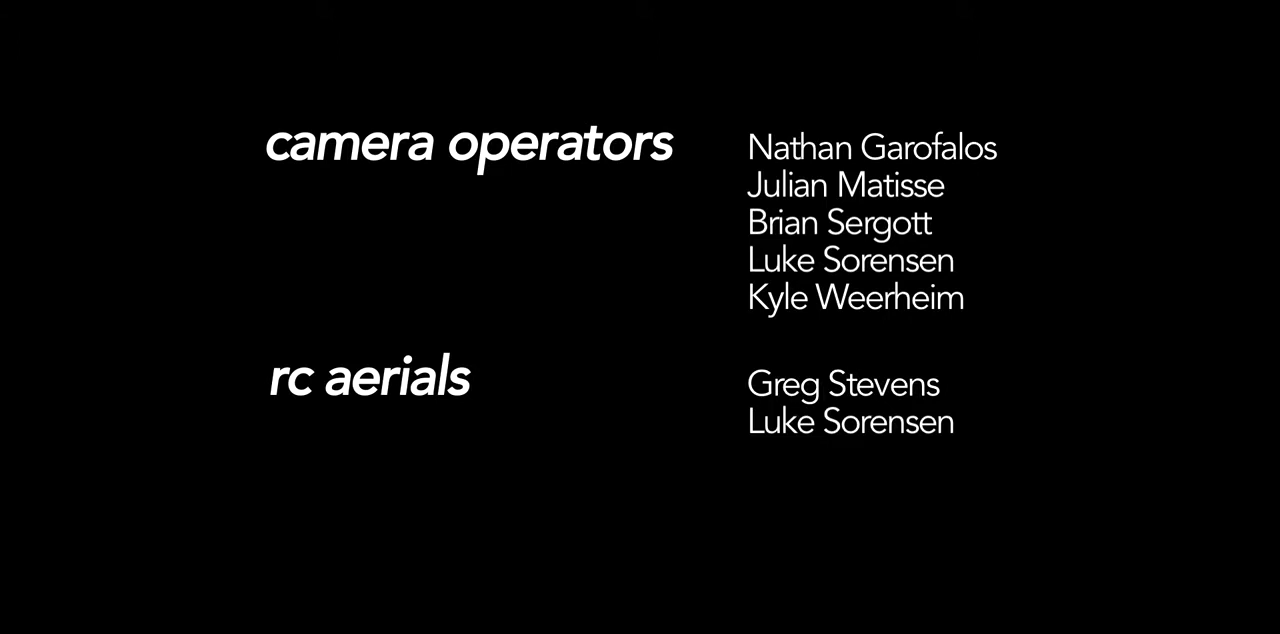 camera operators Nathan Garofalos
Julian Matisse
Brian Sergott
Luke Sorensen
Kyle Weerheim
rc aerials Greg Stevens
Luke Sorensen